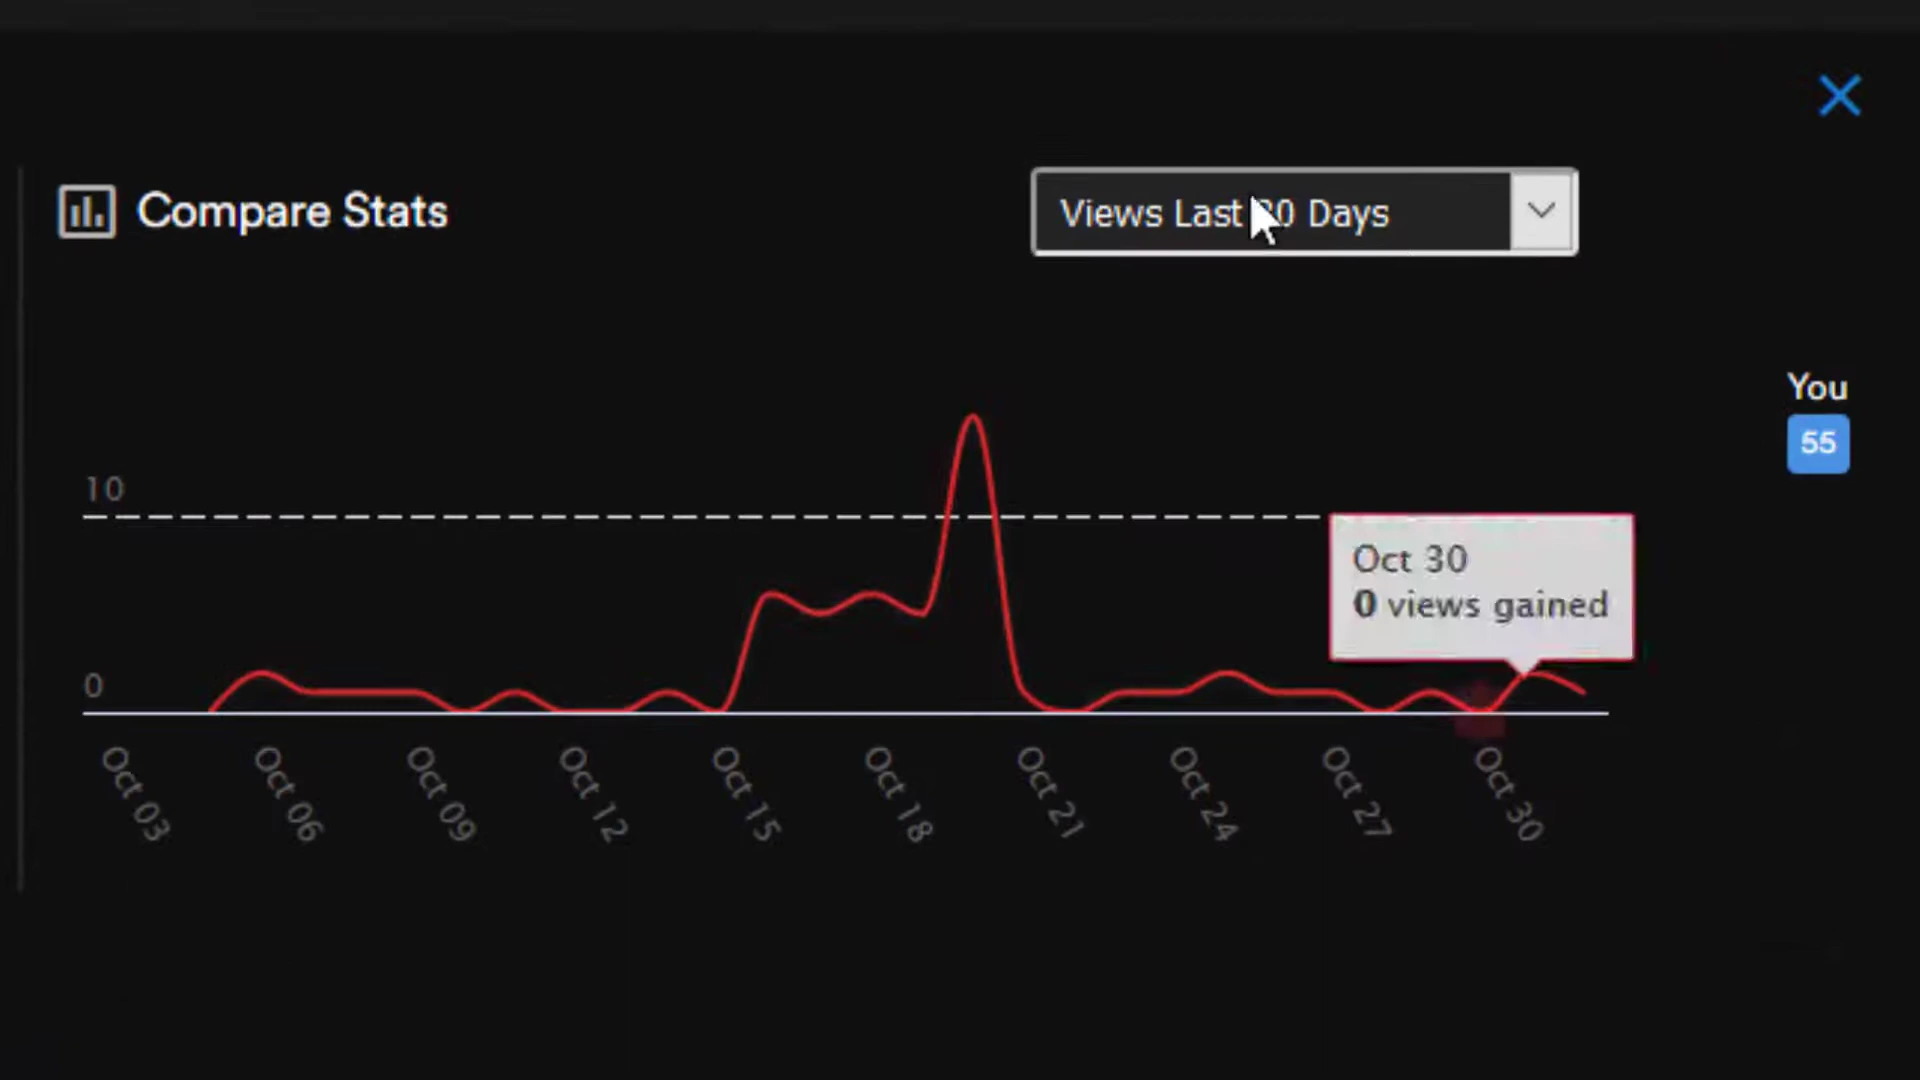 Compare Stats
Views Last 30 Days
You
55
10
Oct 30
0 views gained
0
Oct 03
Oct 06
Oct 09
Oct 12
Oct 15
Oct 18
Oct 21
Oct 24
Oct 27
Oct 30